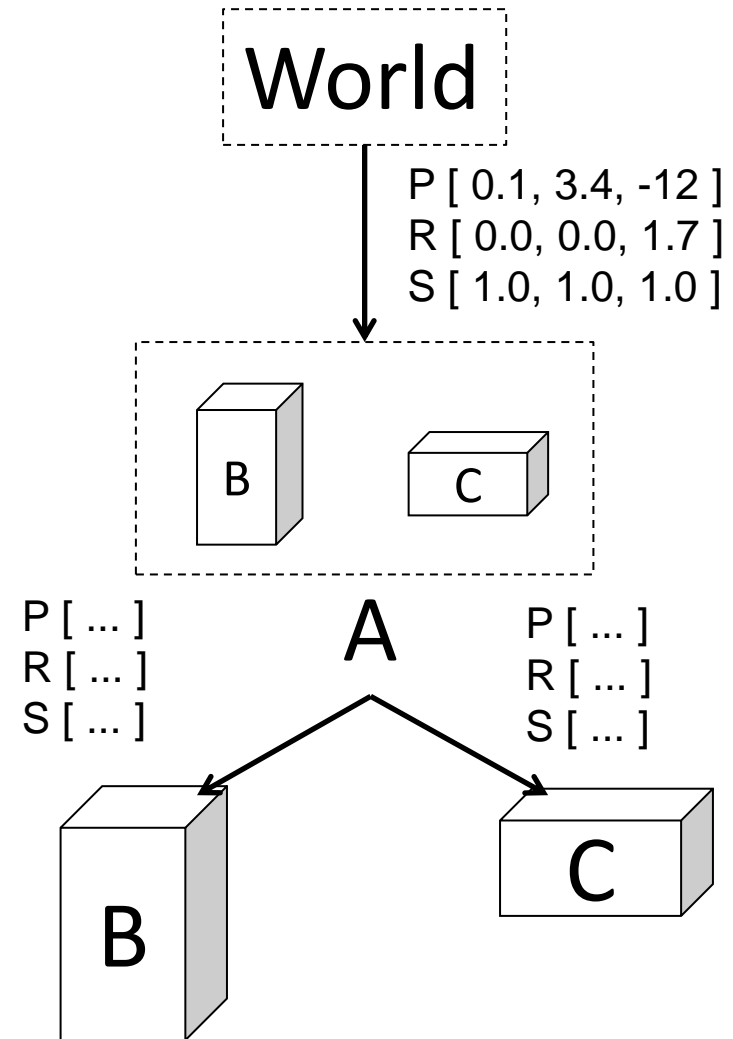 World
P [ 0.1, 3.4, -12 ]
R [ 0.0, 0.0, 1.7 ]
S [ 1.0, 1.0, 1.0 ]
B
C
A
P [ ... ]
R [ ... ]
S [ ... ]
P [ ... ]
R [ ... ]
S [ ... ]
B
C